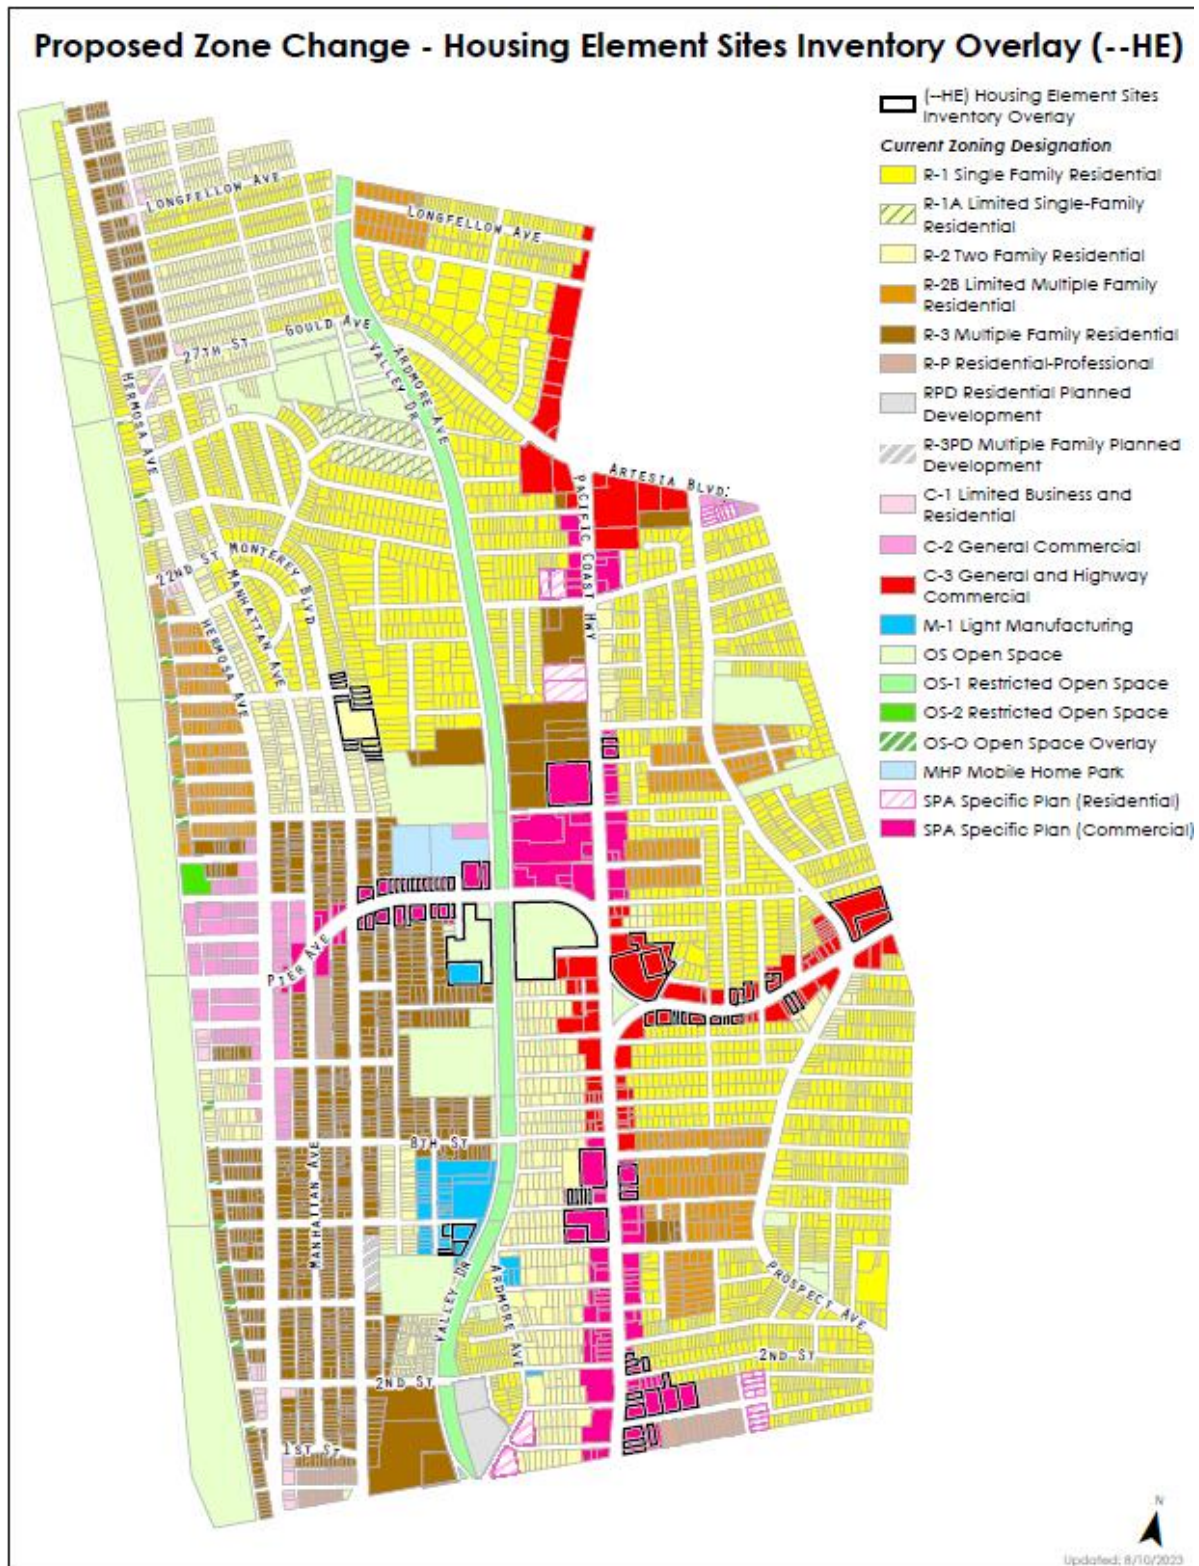 Proposed Zone Change - Housing Element Sites Inventory Overlay (--HE)
(--HE) Housing Element Sites
Inventory Overlay
Current Zoning Designation
R-1 Single Family Residential
R-1A Limited Single-Family
Residential
R-2 Two Family Residential
R-2B Limited Multiple Family
Residential
R-3 Multiple Family Residential
R-P Residential-Professional
RPD Residential Planned
Development
R-3PD Multiple Family Planned
Development
C-1 Limited Business and
Residential
C-2 General Commercial
C-3 General and Highway
Commercial
M-1 Light Manufacturing
OS Open Space
OS-1 Restricted Open Space
OS-2 Restricted Open Space
OS-O Open Space Overlay
MHP Mobile Home Park
SPA Specific Plan (Residential)
SPA Specific Plan (Commercial)
LONGFELLOW AVE
LONGFELLOW AVE
27TH ST
GOULD AVE
VALLEY DR
ARDMORE AVE
HERMOSA AVE
ARTESIA BLVD.
PACIFIC COAST HWY
22ND ST
MONTEREY BLVD
MANHATTAN AVE
HERMOSA AVE
PIER AVE
8TH ST
MANHATTAN AVE
VALLEY DR
ARDMORE AVE
PROSPECT AVE
2ND ST
2ND ST
1ST ST
N
Updated: 8/10/2023